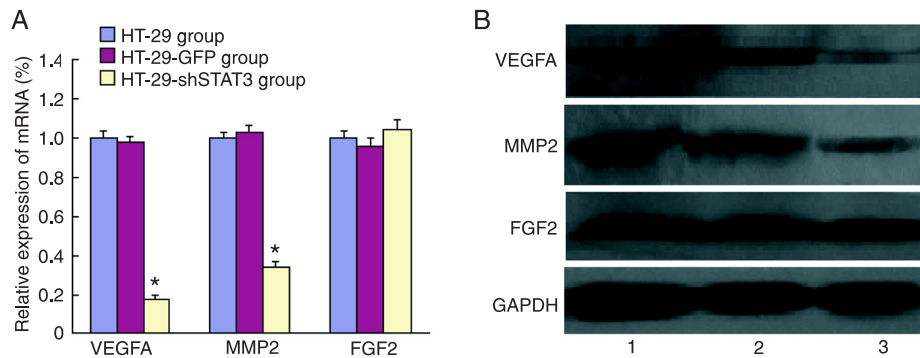 A
HT-29 group
HT-29-GFP group
HT-29-shSTAT3 group
Relative expression of mRNA (%)
1.4
1.2
1.0
0.8
0.6
0.4
0.2
0
*
*
VEGFA
MMP2
FGF2
B
VEGFA
MMP2
FGF2
GAPDH
1
2
3